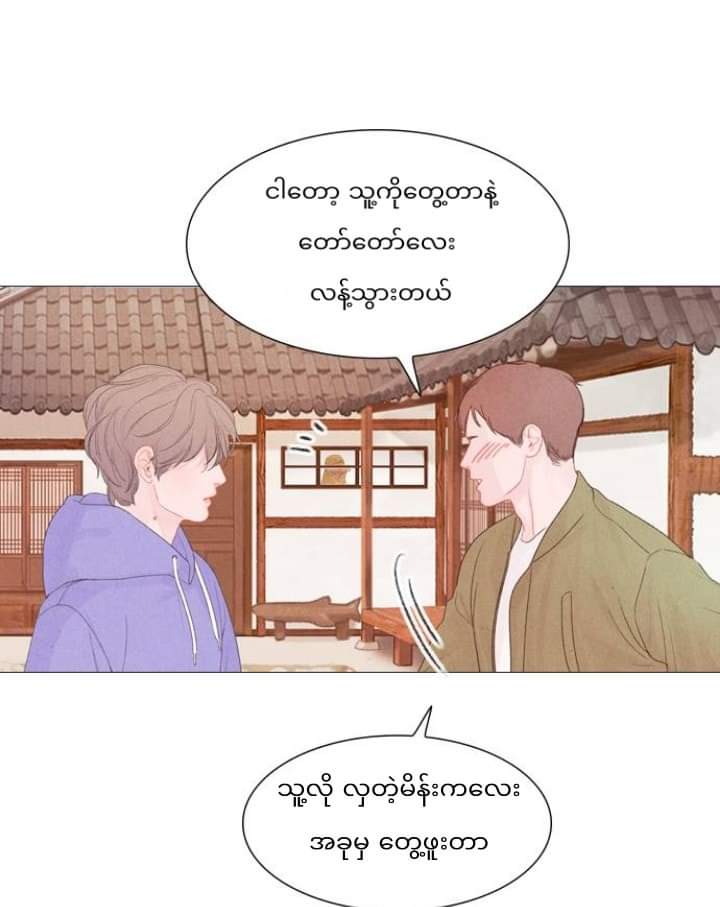 ငါတော့ သူ့ကိုတွေ့တာနဲ့
တော်တော်လေး
လန့်သွားတယ်
သူ့လို လှတဲ့မိန်းကလေး
အခုမှ တွေ့ဖူးတာ